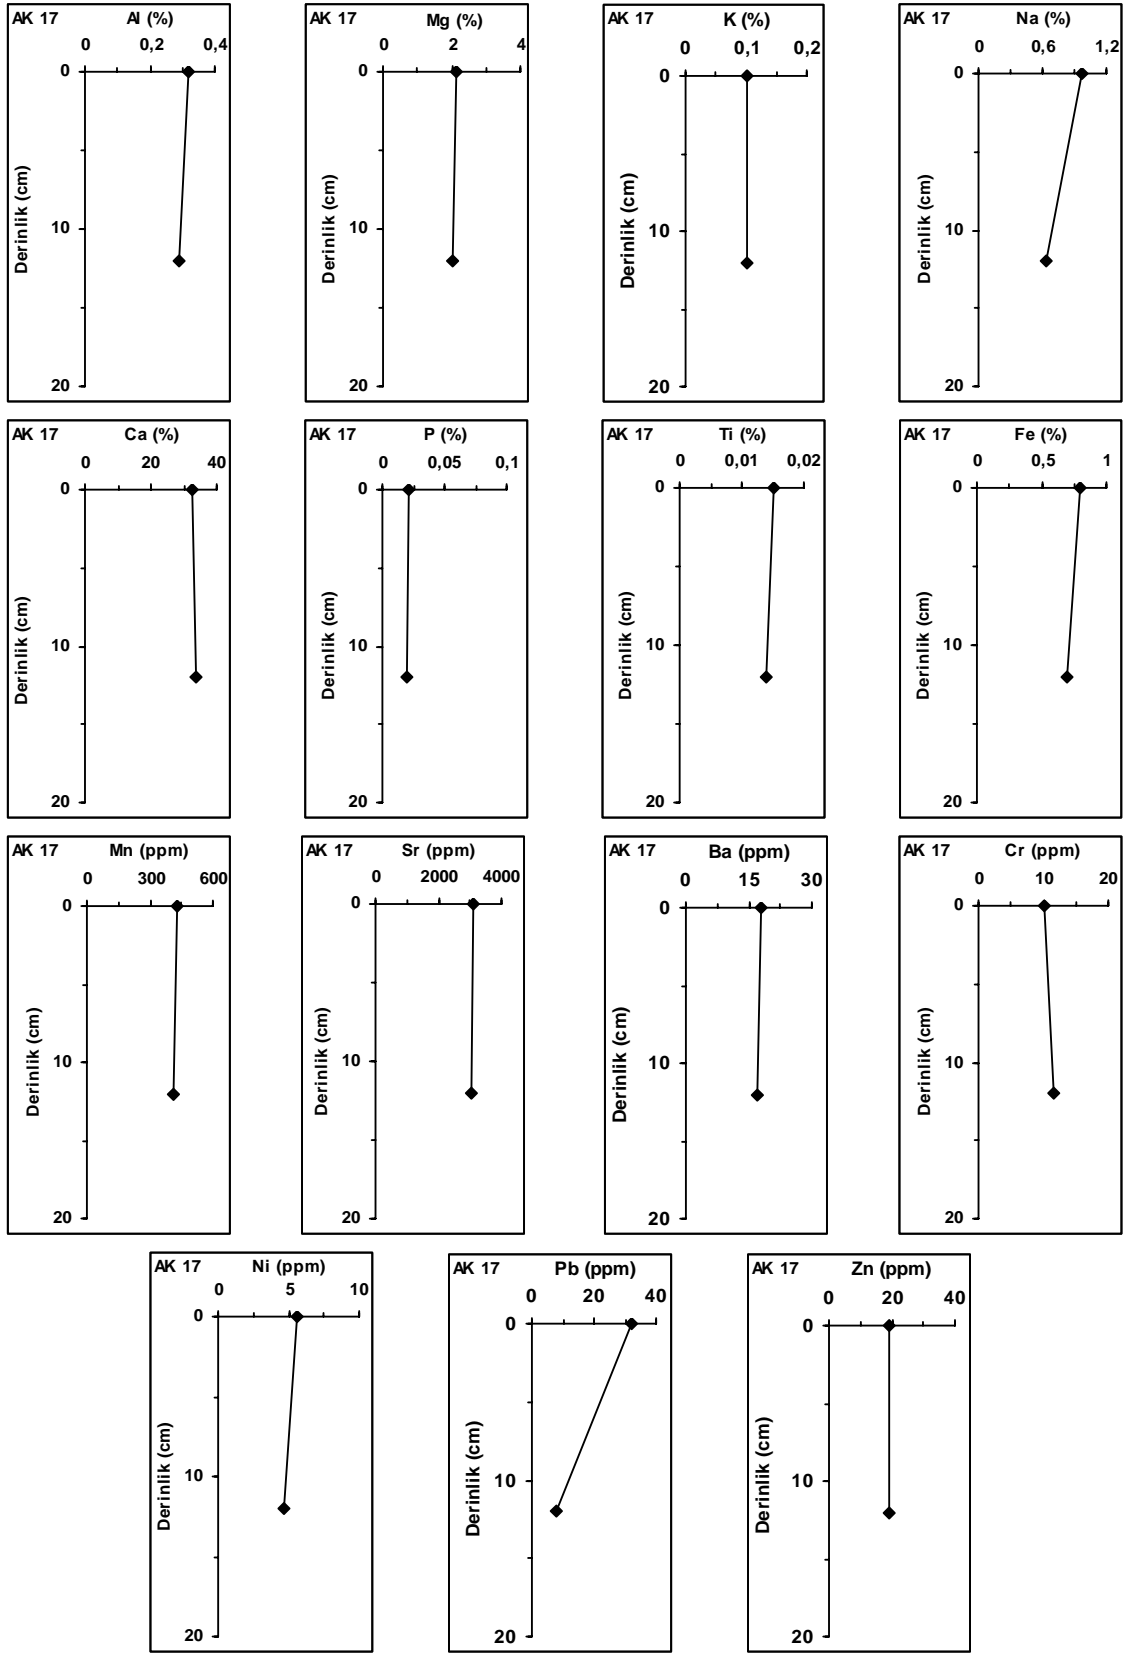 AK 17 Al (%)
0 0,2 0,4
0
10
20
Derinlik (cm)
AK 17 Mg (%)
0 2 4
0
10
20
Derinlik (cm)
AK 17 K (%)
0 0,1 0,2
0
10
20
Derinlik (cm)
AK 17 Na (%)
0 0,6 1,2
0
10
20
Derinlik (cm)
AK 17 Ca (%)
0 20 40
0
10
20
Derinlik (cm)
AK 17 P (%)
0 0,05 0,1
0
10
20
Derinlik (cm)
AK 17 Ti (%)
0 0,01 0,02
0
10
20
Derinlik (cm)
AK 17 Fe (%)
0 0,5 1
0
10
20
Derinlik (cm)
AK 17 Mn (ppm)
0 300 600
0
10
20
Derinlik (cm)
AK 17 Sr (ppm)
0 2000 4000
0
10
20
Derinlik (cm)
AK 17 Ba (ppm)
0 15 30
0
10
20
Derinlik (cm)
AK 17 Cr (ppm)
0 10 20
0
10
20
Derinlik (cm)
AK 17 Ni (ppm)
0 5 10
0
10
20
Derinlik (cm)
AK 17 Pb (ppm)
0 20 40
0
10
20
Derinlik (cm)
AK 17 Zn (ppm)
0 20 40
0
10
20
Derinlik (cm)